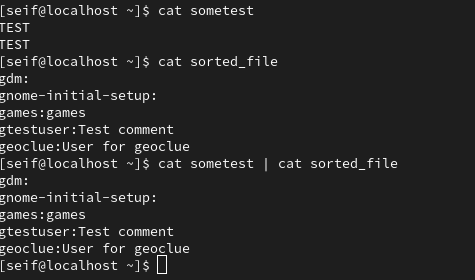 [seif@localhost ~]$ cat sometest
TEST
TEST
[seif@localhost ~]$ cat sorted_file
gdm:
gnome-initial-setup:
games:games
gtestuser:Test comment
geoclue:User for geoclue
[seif@localhost ~]$ cat sometest | cat sorted_file
gdm:
gnome-initial-setup:
games:games
gtestuser:Test comment
geoclue:User for geoclue
[seif@localhost ~]$